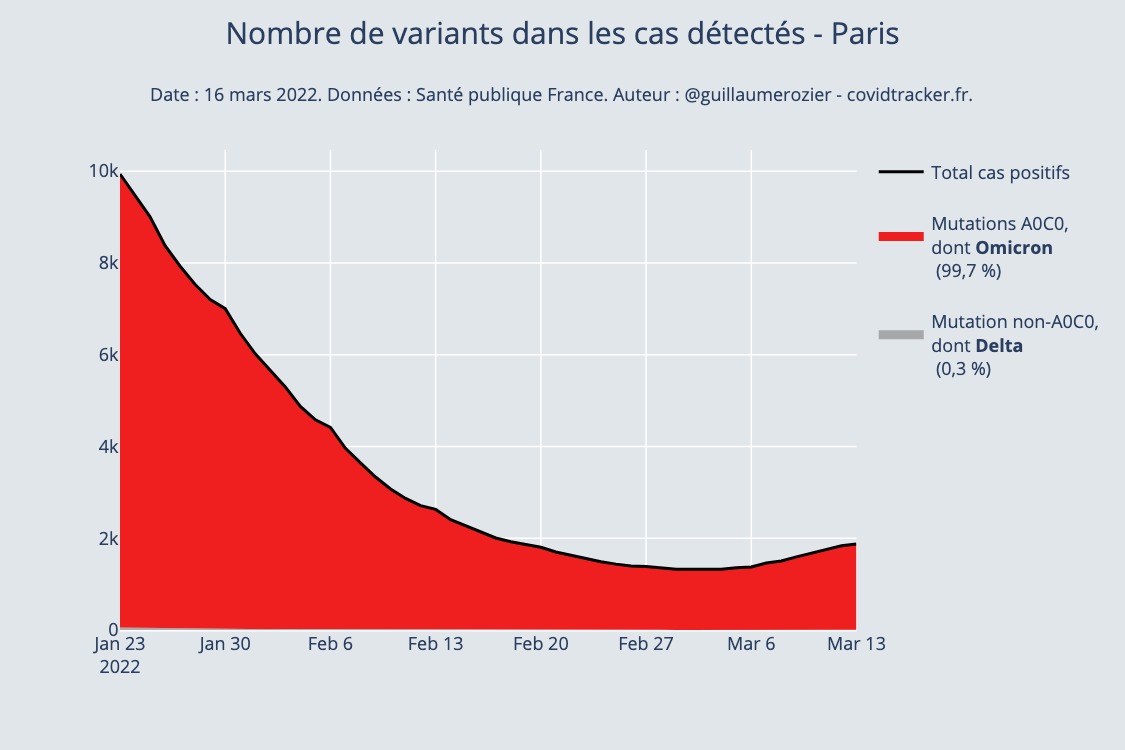 Nombre de variants dans les cas détectés - Paris
Date : 16 mars 2022. Données : Santé publique France. Auteur : @guillaumerozier - covidtracker.fr.
10k
8k
6k
4k
2k
0
Jan 23
2022
Jan 30
Feb 6
Feb 13
Feb 20
Feb 27
Mar 6
Mar 13
Total cas positifs
Mutations A0C0,
dont Omicron
(99,7 %)
Mutation non-A0C0,
dont Delta
(0,3 %)